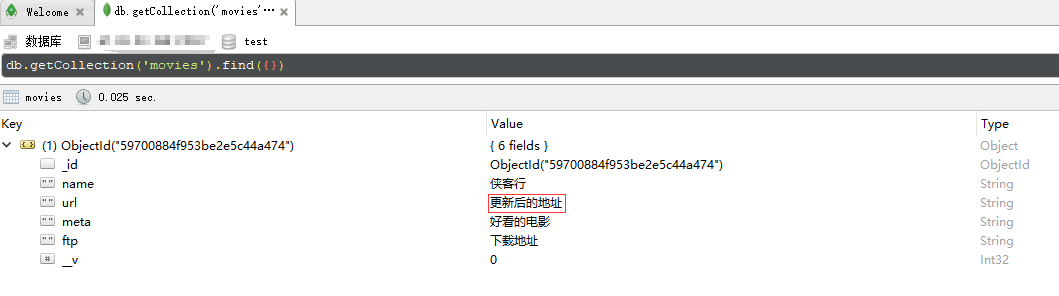 Welcome db.getCollection('movies'...
数据库 test
db.getCollection('movies').find({})
movies 0.025 sec.
Key Value Type
(1) ObjectId("59700884f953be2e5c44a474") { 6 fields } Object
_id ObjectId("59700884f953be2e5c44a474") ObjectId
"" name 侠客行 String
"" url 更新后的地址 String
"" meta 好看的电影 String
"" ftp 下载地址 String
# __v 0 Int32